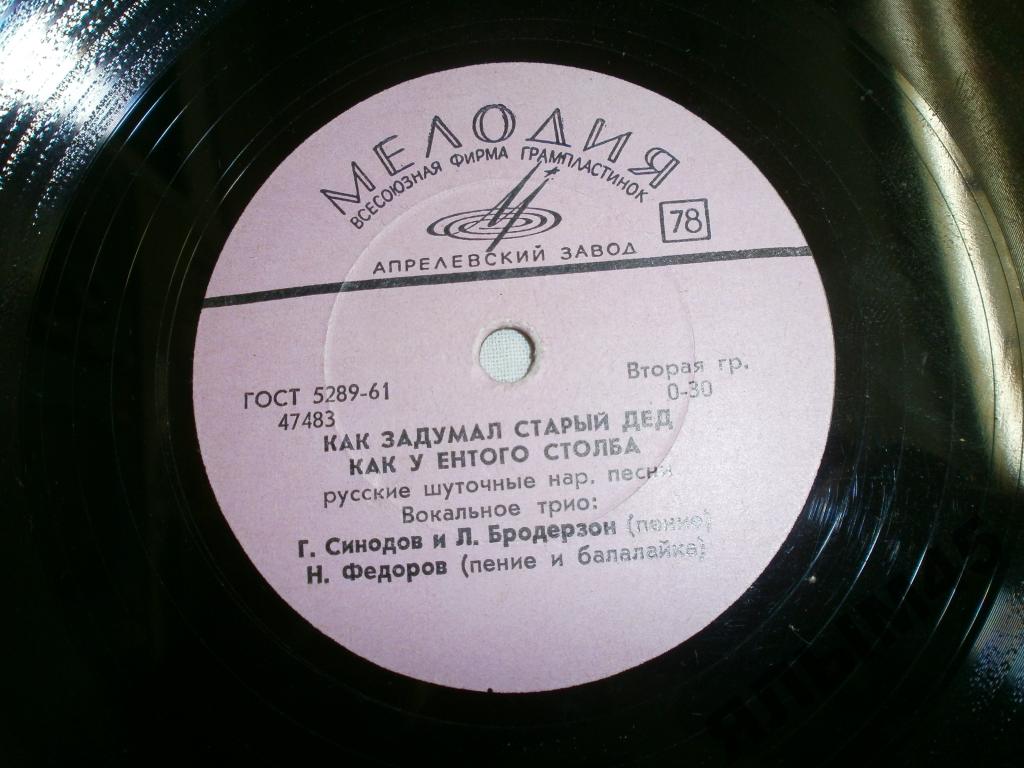 МЕЛОДИЯ
ВСЕСОЮЗНАЯ ФИРМА ГРАМПЛАСТИНОК
78
АПРЕЛЕВСКИЙ ЗАВОД
ГОСТ 5289-61
Вторая гр.
47483
0-30
КАК ЗАДУМАЛ СТАРЫЙ ДЕД
КАК У ЕНТОГО СТОЛБА
русские шуточные нар. песни
Вокальное трио:
Г. Синодов и Л. Бродерзон (пение)
Н. Федоров (пение и балалайка)